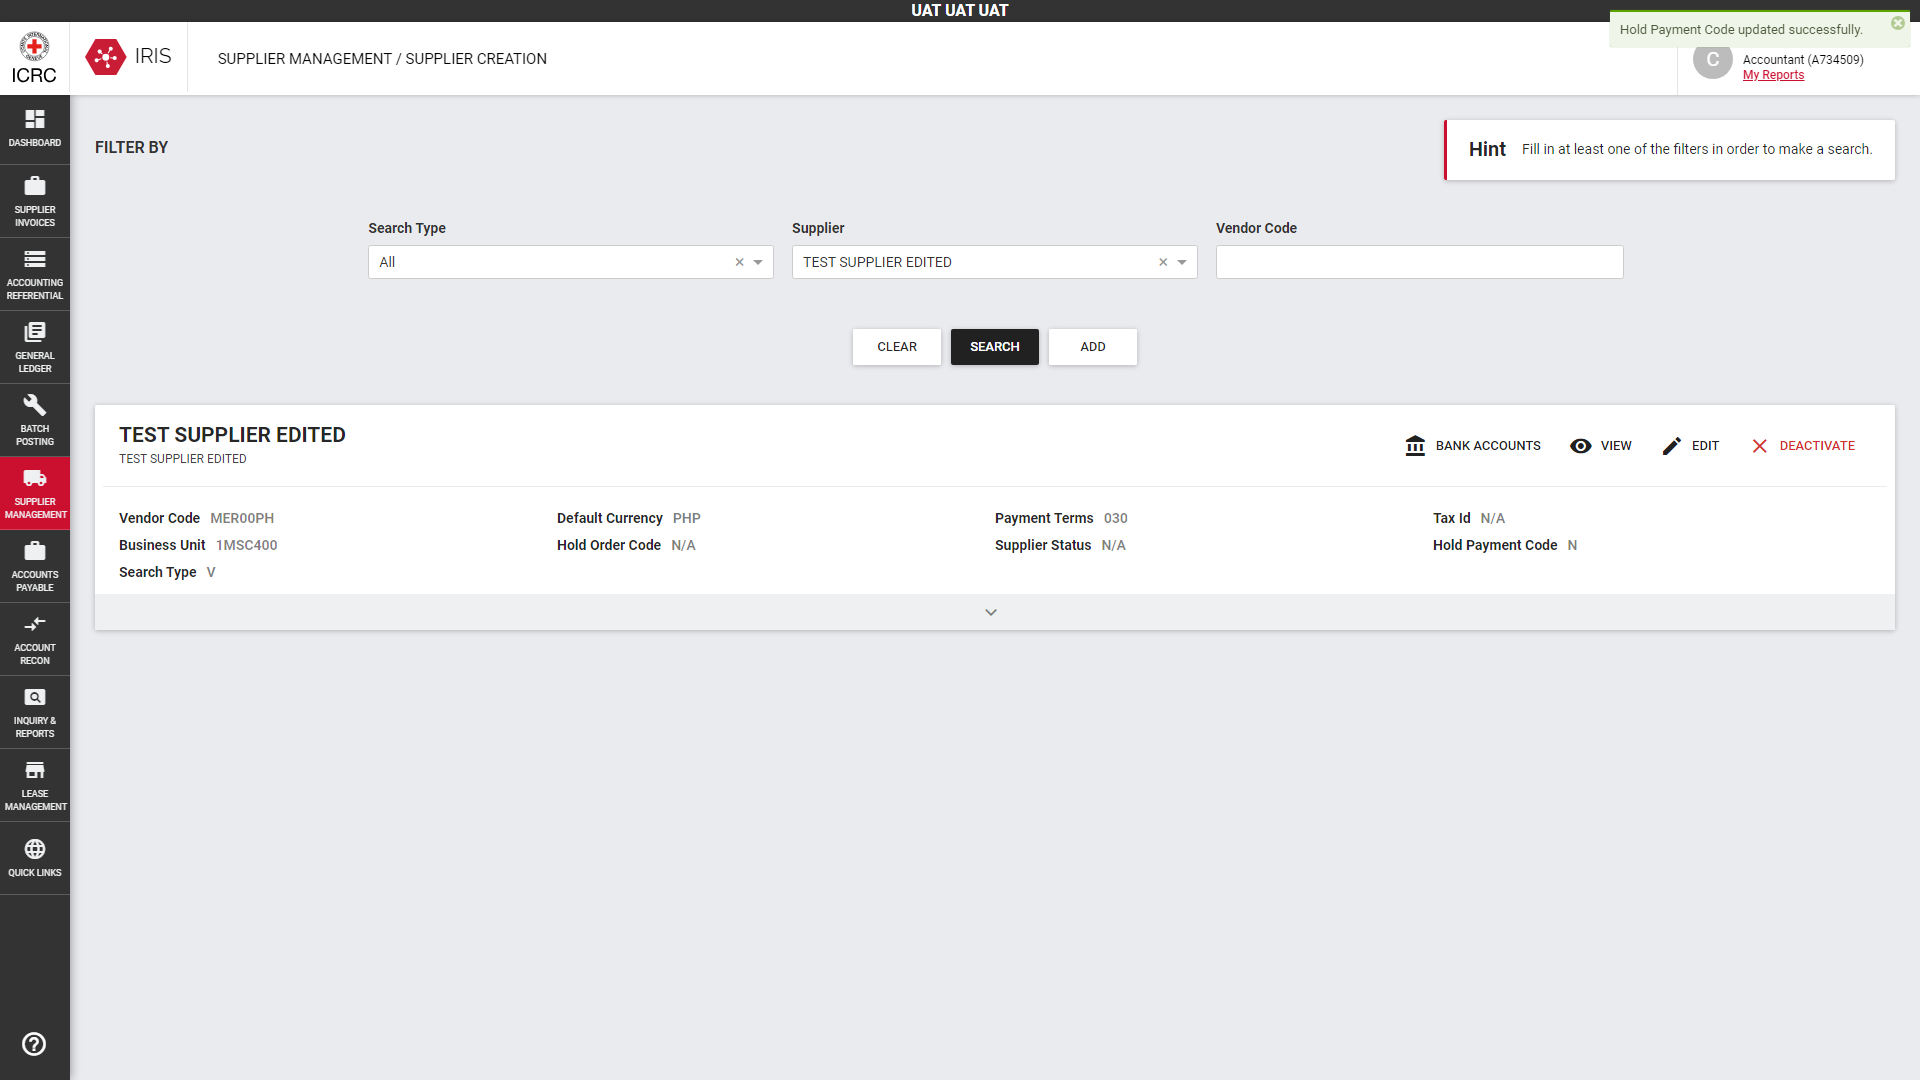 UAT UAT UAT
Hold Payment Code updated successfully.
ICRC
IRIS
SUPPLIER MANAGEMENT / SUPPLIER CREATION
C
Accountant (A734509)
My Reports
DASHBOARD
SUPPLIER
INVOICES
ACCOUNTING
REFERENTIAL
GENERAL
LEDGER
BATCH
POSTING
SUPPLIER
MANAGEMENT
ACCOUNTS
PAYABLE
ACCOUNT
RECON
INQUIRY &
REPORTS
LEASE
MANAGEMENT
QUICK LINKS
FILTER BY
Hint Fill in at least one of the filters in order to make a search.
Search Type
All
Supplier
TEST SUPPLIER EDITED
Vendor Code
CLEAR
SEARCH
ADD
TEST SUPPLIER EDITED
TEST SUPPLIER EDITED
BANK ACCOUNTS
VIEW
EDIT
DEACTIVATE
Vendor Code MER00PH
Default Currency PHP
Payment Terms 030
Tax Id N/A
Business Unit 1MSC400
Hold Order Code N/A
Supplier Status N/A
Hold Payment Code N
Search Type V